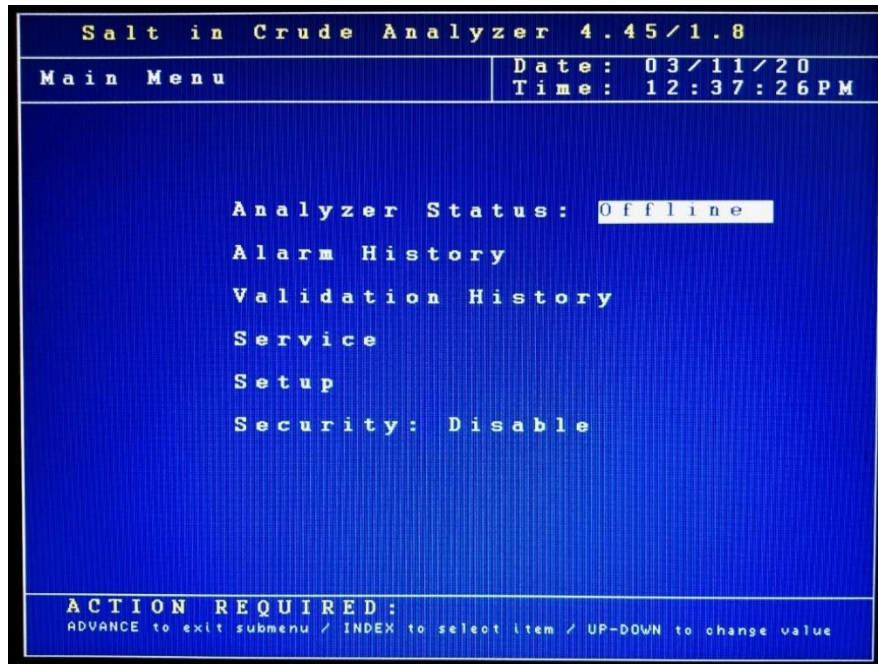 Salt in Crude Analyzer 4.45/1.8
Main Menu
Date: 03/11/20
Time: 12:37:26PM
Analyzer Status: Offline
Alarm History
Validation History
Service
Setup
Security: Disable
ACTION REQUIRED:
ADVANCE to exit submenu / INDEX to select item / UP-DOWN to change value